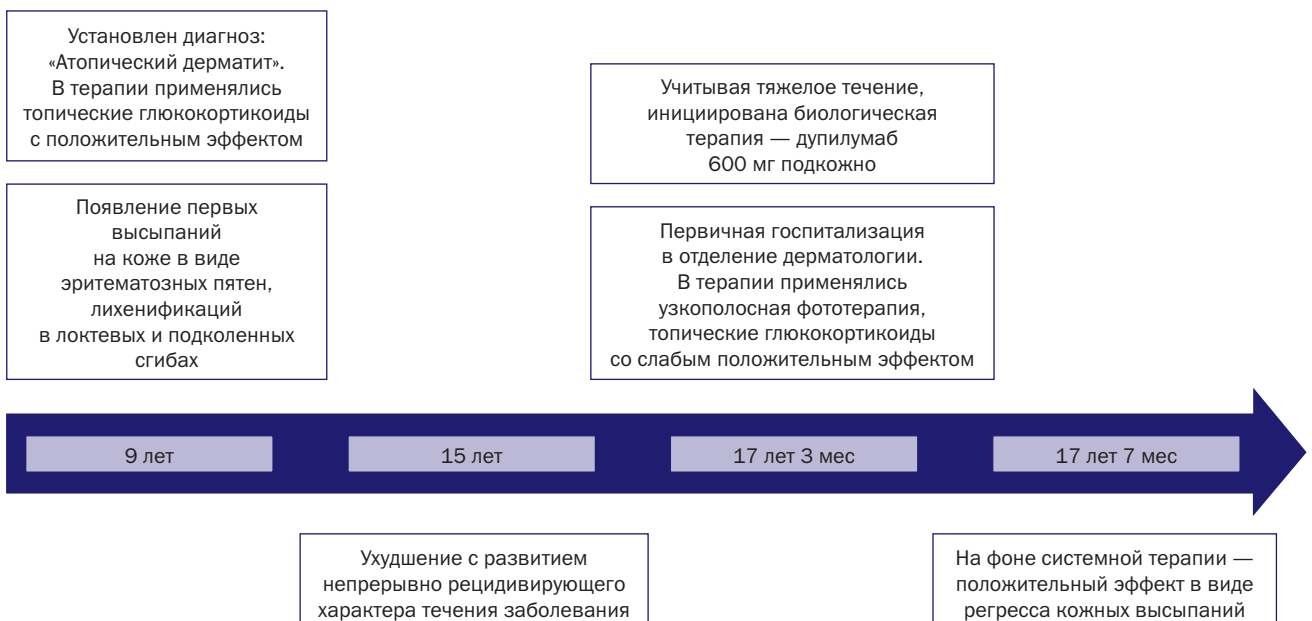 Установлен диагноз:
«Атопический дерматит».
В терапии применялись
топические глюкокортикоиды
с положительным эффектом
Появление первых
высыпаний
на коже в виде
эритематозных пятен,
лихенификаций
в локтевых и подколенных
сгибах
Учитывая тяжелое течение,
инициирована биологическая
терапия — дупилумаб
600 мг подкожно
Первичная госпитализация
в отделение дерматологии.
В терапии применялись
узкополосная фототерапия,
топические глюкокортикоиды
со слабым положительным эффектом
9 лет
15 лет
17 лет 3 мес
17 лет 7 мес
Ухудшение с развитием
непрерывно рецидивирующего
характера течения заболевания
На фоне системной терапии —
положительный эффект в виде
регресса кожных высыпаний